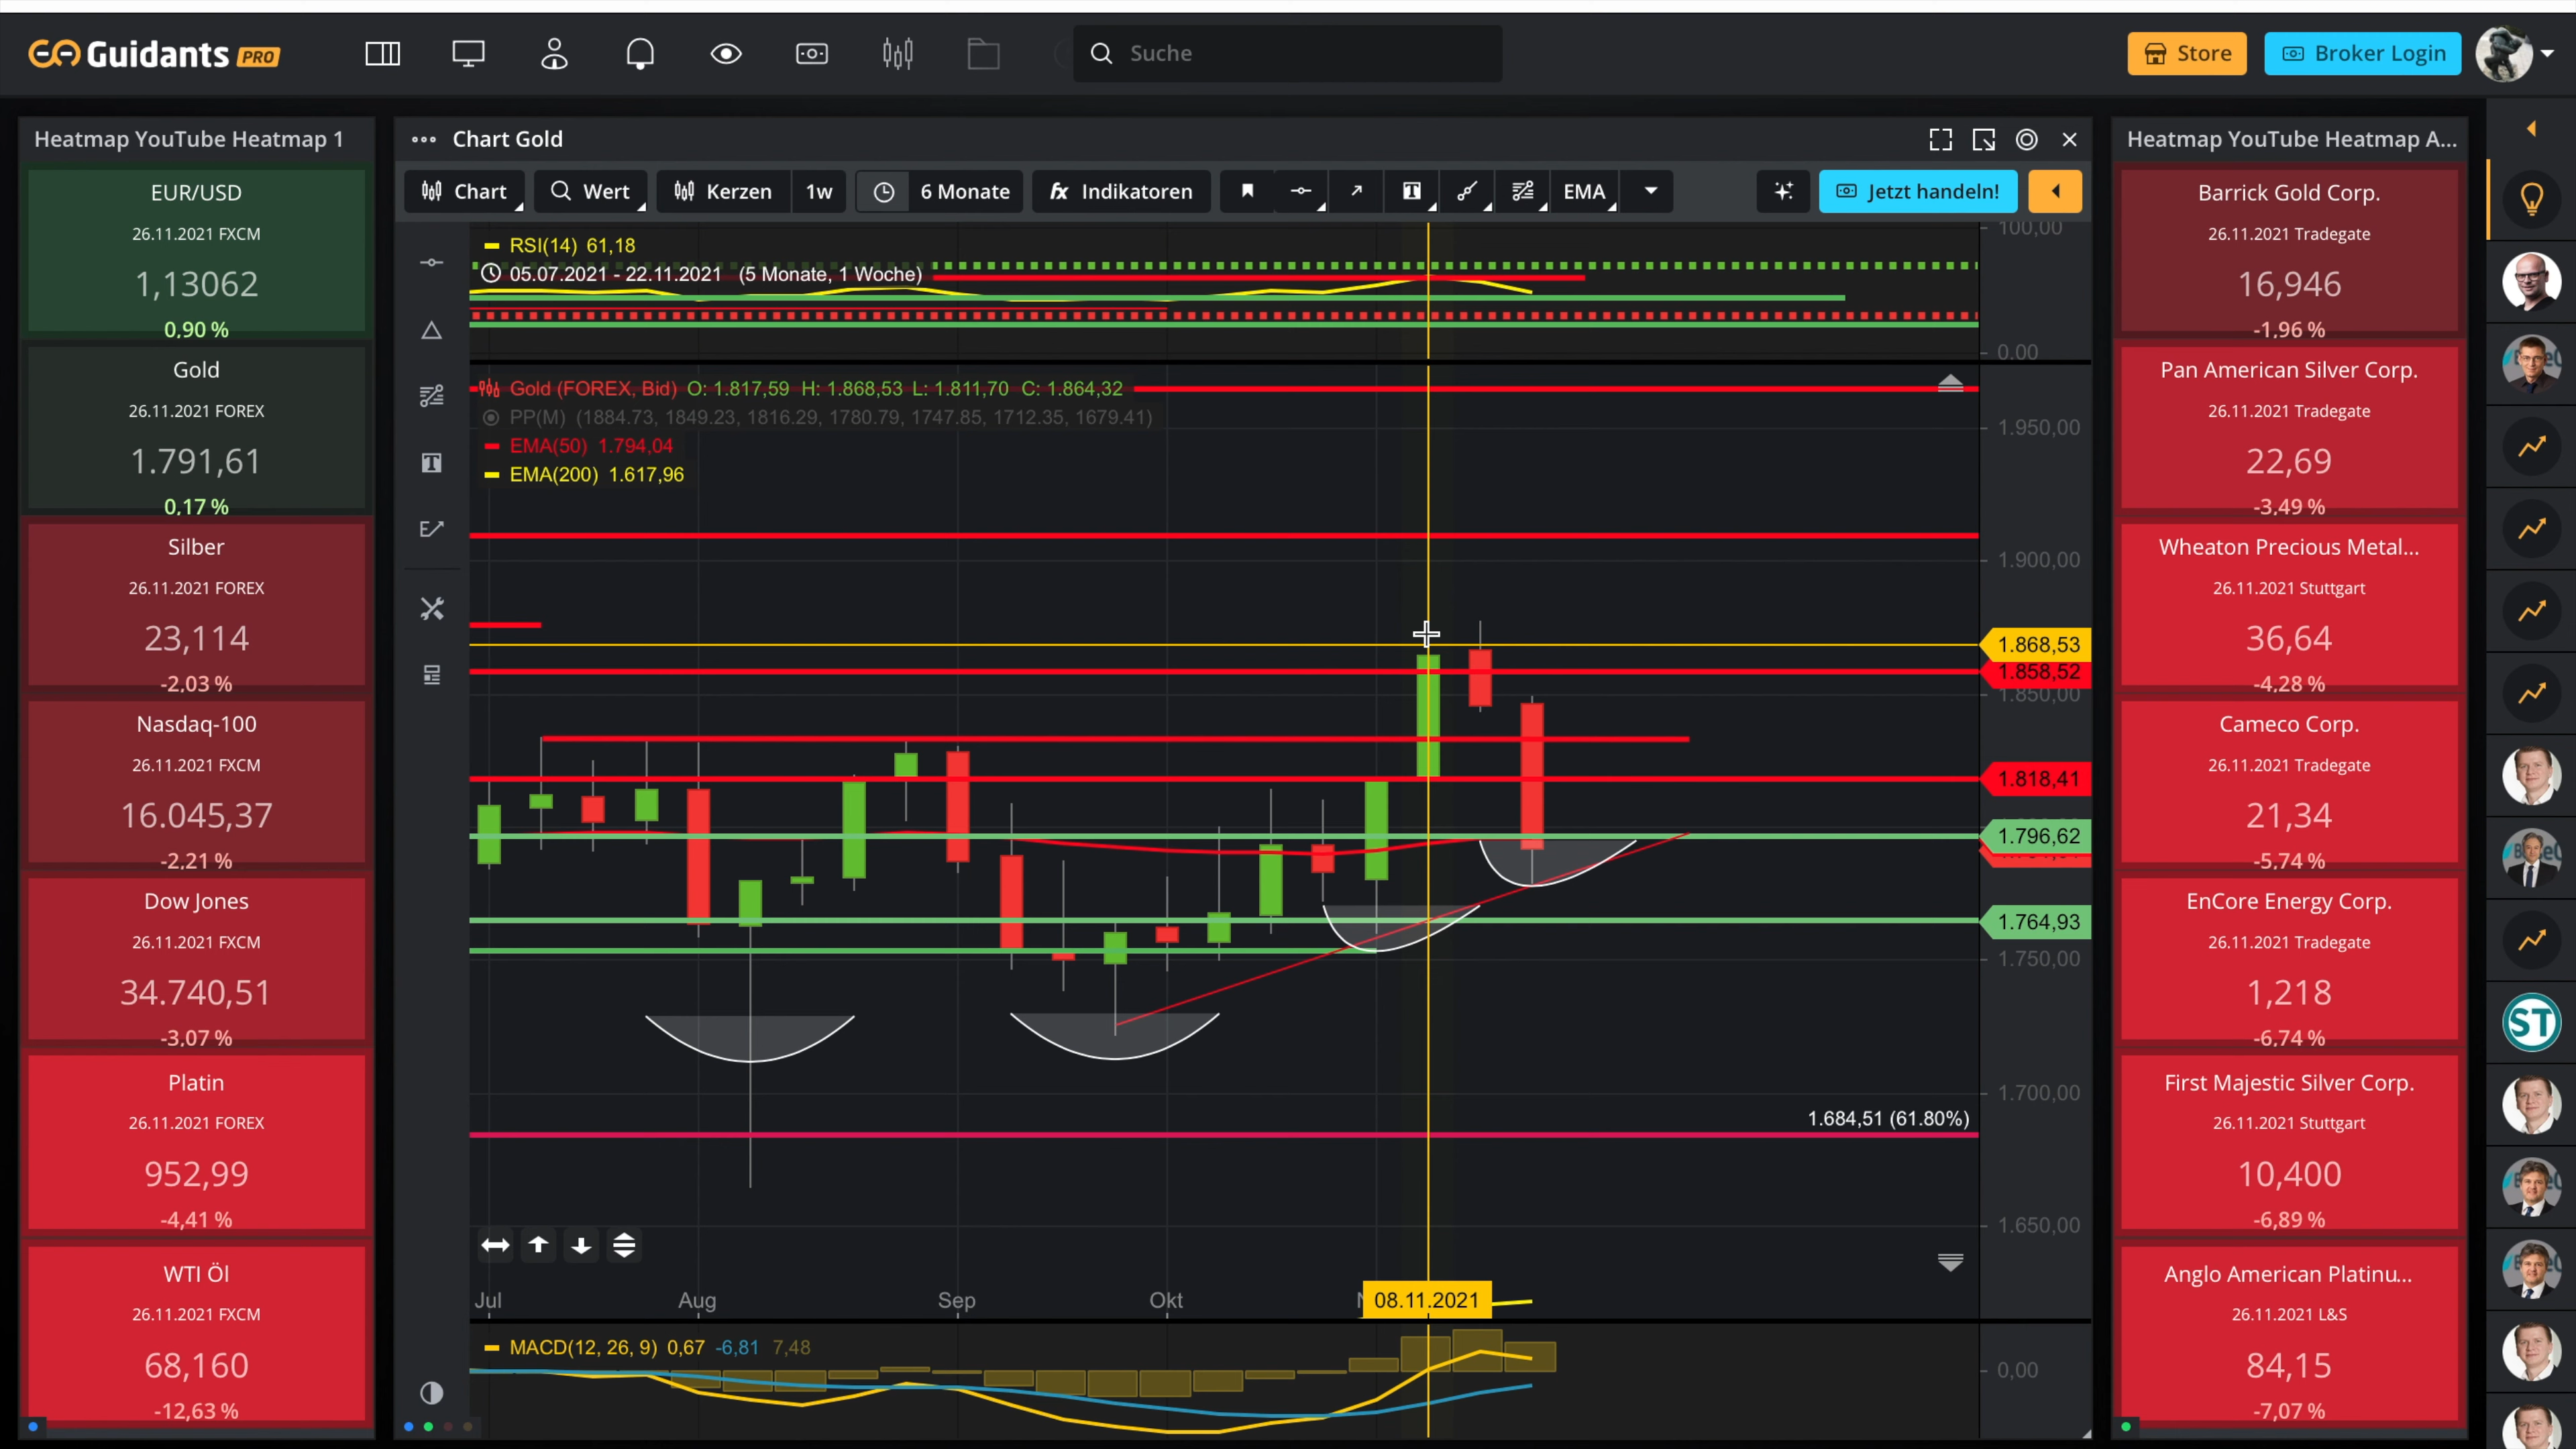 Guidants PRO
Suche
Store
Broker Login
Heatmap YouTube Heatmap 1
EUR/USD
26.11.2021 FXCM
1,13062
0,90 %
Gold
26.11.2021 FOREX
1.791,61
0,17 %
Silber
26.11.2021 FOREX
23,114
-2,03 %
Nasdaq-100
26.11.2021 FXCM
16.045,37
-2,21 %
Dow Jones
26.11.2021 FXCM
34.740,51
-3,07 %
Platin
26.11.2021 FOREX
952,99
-4,41 %
WTI Öl
26.11.2021 FXCM
68,160
-12,63 %
Chart Gold
Chart
Wert
Kerzen
1w
6 Monate
fx Indikatoren
EMA
Jetzt handeln!
RSI(14) 61,18
05.07.2021 - 22.11.2021 (5 Monate, 1 Woche)
100,00
0.00
Gold (FOREX, Bid) O: 1.817,59 H: 1.868,53 L: 1.811,70 C: 1.864,32
PP(M) (1884.73, 1849.23, 1816.29, 1780.79, 1747.85, 1712.35, 1679.41)
EMA(50) 1.794,04
EMA(200) 1.617,96
1.950,00
1.900,00
1.868,53
1.858,52
1.850,00
1.818,41
1.796,62
1.764,93
1.750,00
1.700,00
1.684,51 (61.80%)
1.650,00
Jul
Aug
Sep
Okt
08.11.2021
MACD(12, 26, 9) 0,67 -6,81 7,48
0,00
Heatmap YouTube Heatmap A...
Barrick Gold Corp.
26.11.2021 Tradegate
16,946
-1,96 %
Pan American Silver Corp.
26.11.2021 Tradegate
22,69
-3,49 %
Wheaton Precious Metal...
26.11.2021 Stuttgart
36,64
-4,28 %
Cameco Corp.
26.11.2021 Tradegate
21,34
-5,74 %
EnCore Energy Corp.
26.11.2021 Tradegate
1,218
-6,74 %
First Majestic Silver Corp.
26.11.2021 Stuttgart
10,400
-6,89 %
Anglo American Platinu...
26.11.2021 L&S
84,15
-7,07 %
ST